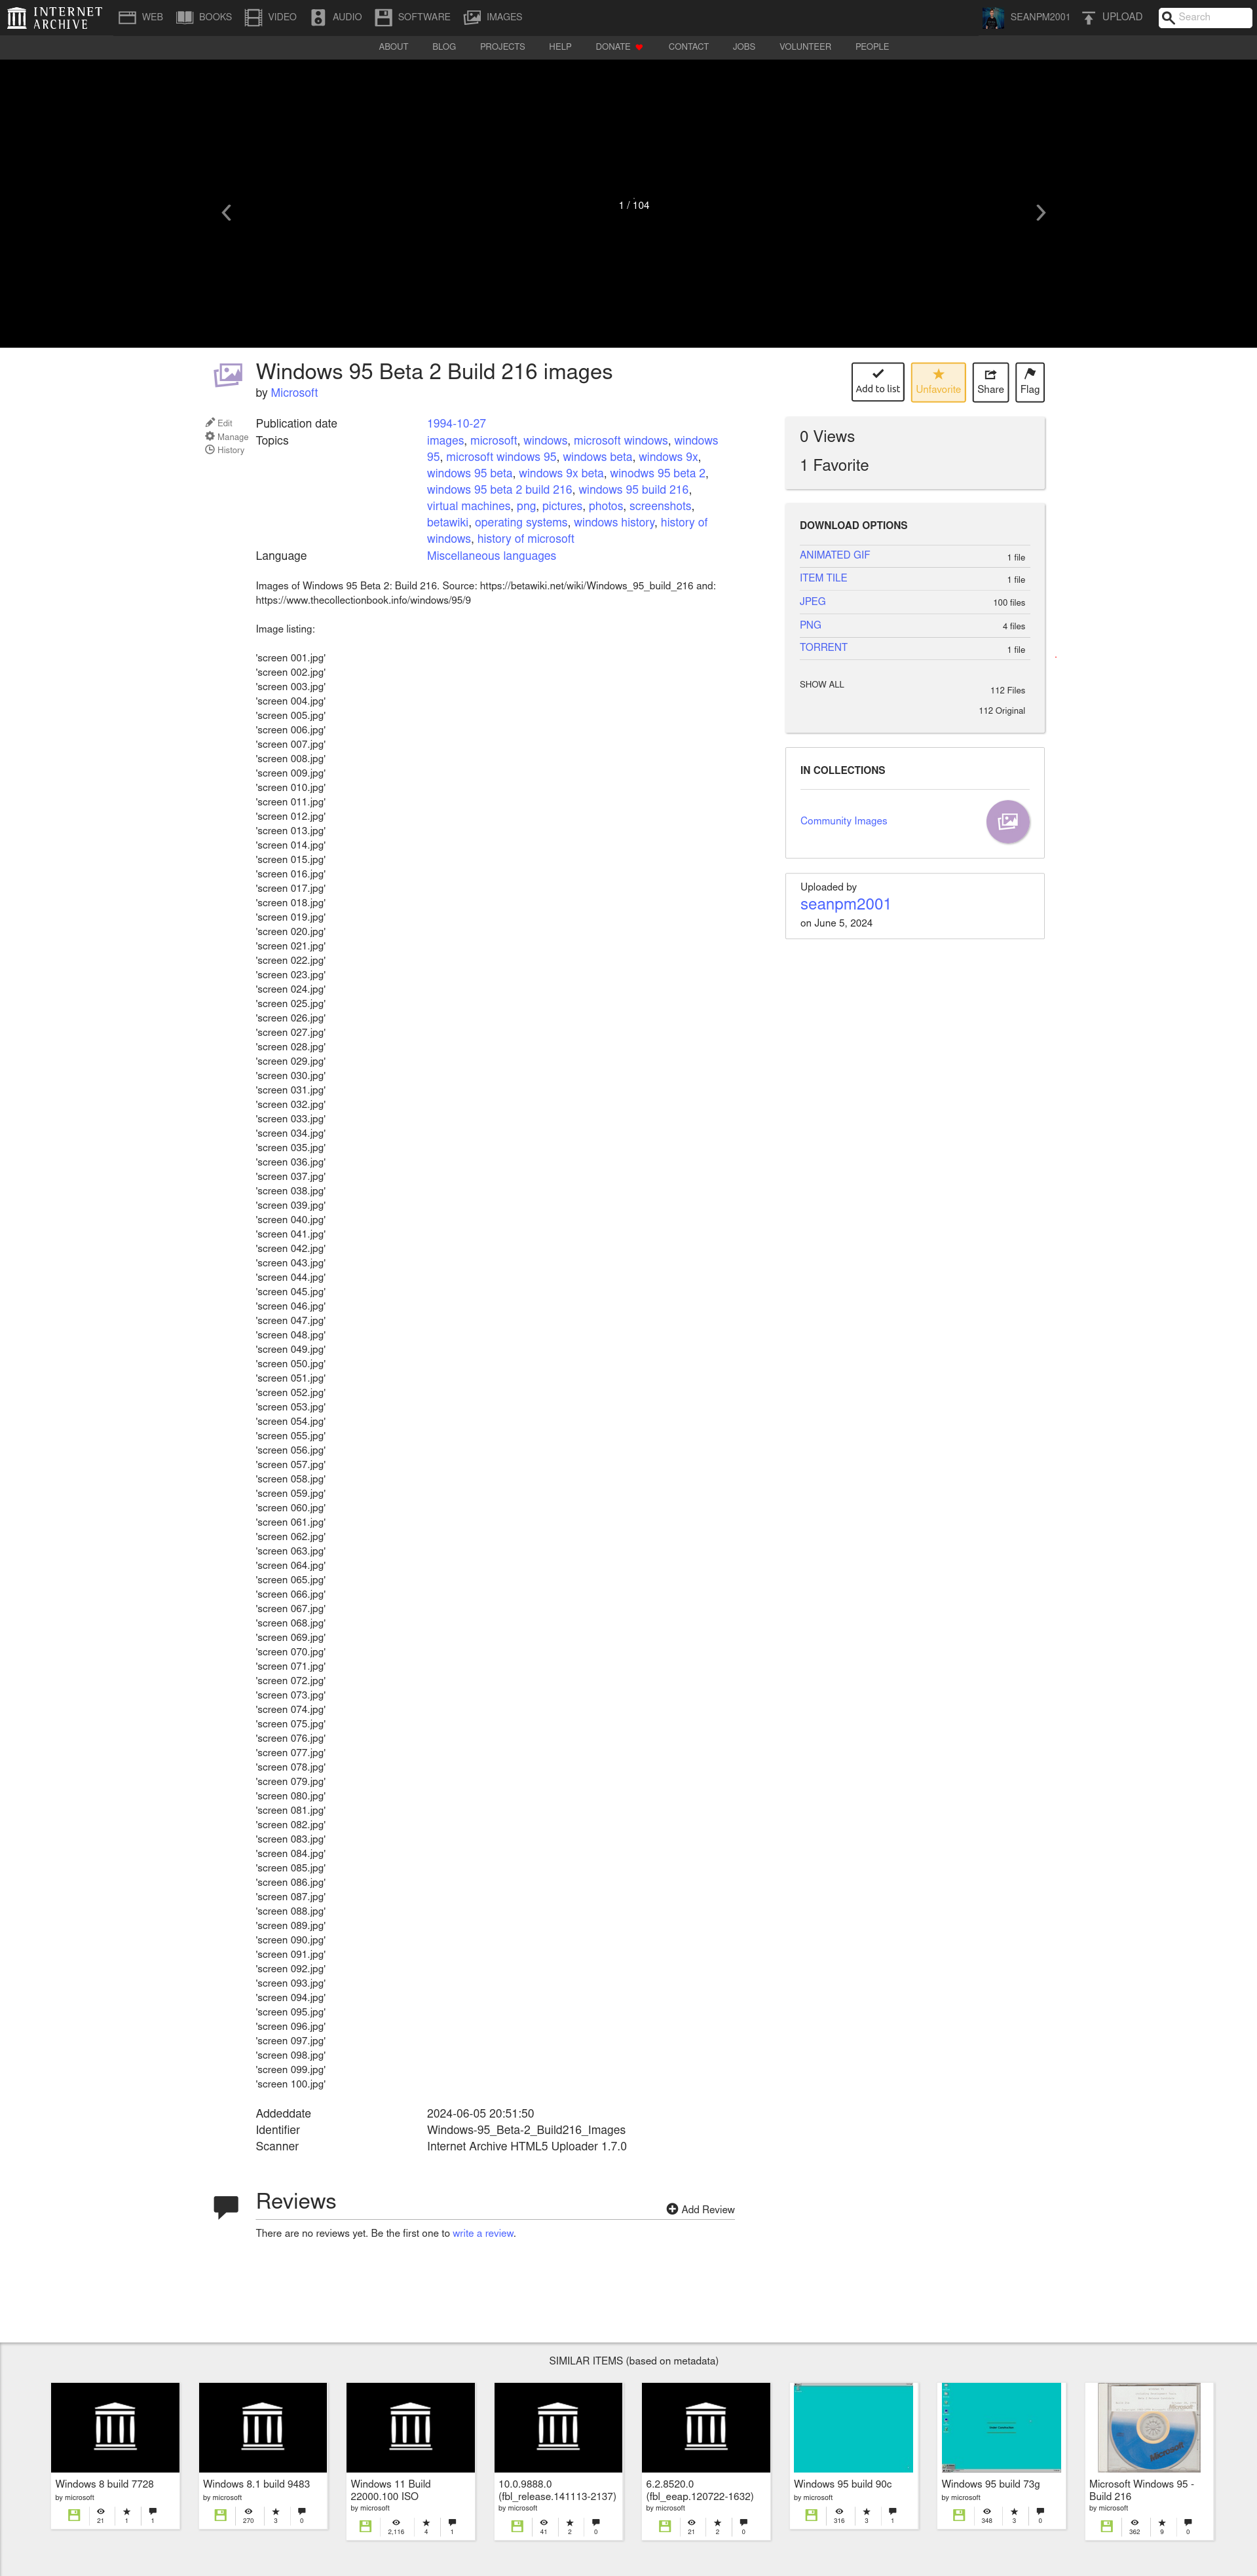 INTERNET ARCHIVE
WEB
BOOKS
VIDEO
AUDIO
SOFTWARE
IMAGES
SEANPM2001
UPLOAD
Search
ABOUT
BLOG
PROJECTS
HELP
DONATE
CONTACT
JOBS
VOLUNTEER
PEOPLE
1 / 104
Windows 95 Beta 2 Build 216 images
by Microsoft
Add to list
Unfavorite
Share
Flag
Edit
Manage
History
Publication date 1994-10-27
Topics images, microsoft, windows, microsoft windows, windows
95, microsoft windows 95, windows beta, windows 9x,
windows 95 beta, windows 9x beta, winodws 95 beta 2,
windows 95 beta 2 build 216, windows 95 build 216,
virtual machines, png, pictures, photos, screenshots,
betawiki, operating systems, windows history, history of
windows, history of microsoft
Language Miscellaneous languages
Images of Windows 95 Beta 2: Build 216. Source: https://betawiki.net/wiki/Windows_95_build_216 and:
https://www.thecollectionbook.info/windows/95/9
Image listing:
'screen 001.jpg'
'screen 002.jpg'
'screen 003.jpg'
'screen 004.jpg'
'screen 005.jpg'
'screen 006.jpg'
'screen 007.jpg'
'screen 008.jpg'
'screen 009.jpg'
'screen 010.jpg'
'screen 011.jpg'
'screen 012.jpg'
'screen 013.jpg'
'screen 014.jpg'
'screen 015.jpg'
'screen 016.jpg'
'screen 017.jpg'
'screen 018.jpg'
'screen 019.jpg'
'screen 020.jpg'
'screen 021.jpg'
'screen 022.jpg'
'screen 023.jpg'
'screen 024.jpg'
'screen 025.jpg'
'screen 026.jpg'
'screen 027.jpg'
'screen 028.jpg'
'screen 029.jpg'
'screen 030.jpg'
'screen 031.jpg'
'screen 032.jpg'
'screen 033.jpg'
'screen 034.jpg'
'screen 035.jpg'
'screen 036.jpg'
'screen 037.jpg'
'screen 038.jpg'
'screen 039.jpg'
'screen 040.jpg'
'screen 041.jpg'
'screen 042.jpg'
'screen 043.jpg'
'screen 044.jpg'
'screen 045.jpg'
'screen 046.jpg'
'screen 047.jpg'
'screen 048.jpg'
'screen 049.jpg'
'screen 050.jpg'
'screen 051.jpg'
'screen 052.jpg'
'screen 053.jpg'
'screen 054.jpg'
'screen 055.jpg'
'screen 056.jpg'
'screen 057.jpg'
'screen 058.jpg'
'screen 059.jpg'
'screen 060.jpg'
'screen 061.jpg'
'screen 062.jpg'
'screen 063.jpg'
'screen 064.jpg'
'screen 065.jpg'
'screen 066.jpg'
'screen 067.jpg'
'screen 068.jpg'
'screen 069.jpg'
'screen 070.jpg'
'screen 071.jpg'
'screen 072.jpg'
'screen 073.jpg'
'screen 074.jpg'
'screen 075.jpg'
'screen 076.jpg'
'screen 077.jpg'
'screen 078.jpg'
'screen 079.jpg'
'screen 080.jpg'
'screen 081.jpg'
'screen 082.jpg'
'screen 083.jpg'
'screen 084.jpg'
'screen 085.jpg'
'screen 086.jpg'
'screen 087.jpg'
'screen 088.jpg'
'screen 089.jpg'
'screen 090.jpg'
'screen 091.jpg'
'screen 092.jpg'
'screen 093.jpg'
'screen 094.jpg'
'screen 095.jpg'
'screen 096.jpg'
'screen 097.jpg'
'screen 098.jpg'
'screen 099.jpg'
'screen 100.jpg'
Addeddate 2024-06-05 20:51:50
Identifier Windows-95_Beta-2_Build216_Images
Scanner Internet Archive HTML5 Uploader 1.7.0
0 Views
1 Favorite
DOWNLOAD OPTIONS
ANIMATED GIF 1 file
ITEM TILE 1 file
JPEG 100 files
PNG 4 files
TORRENT 1 file
SHOW ALL 112 Files
112 Original
IN COLLECTIONS
Community Images
Uploaded by
seanpm2001
on June 5, 2024
Reviews
Add Review
There are no reviews yet. Be the first one to write a review.
SIMILAR ITEMS (based on metadata)
Windows 8 build 7728
by microsoft
21 1 1
Windows 8.1 build 9483
by microsoft
270 3 0
Windows 11 Build
22000.100 ISO
by microsoft
2,116 4 1
10.0.9888.0
(fbl_release.141113-2137)
by microsoft
41 2 0
6.2.8520.0
(fbl_eeap.120722-1632)
by microsoft
21 2 0
Windows 95 build 90c
by microsoft
316 3 1
Windows 95 build 73g
by microsoft
348 3 0
Microsoft
Microsoft Windows 95 -
Build 216
by microsoft
362 9 0